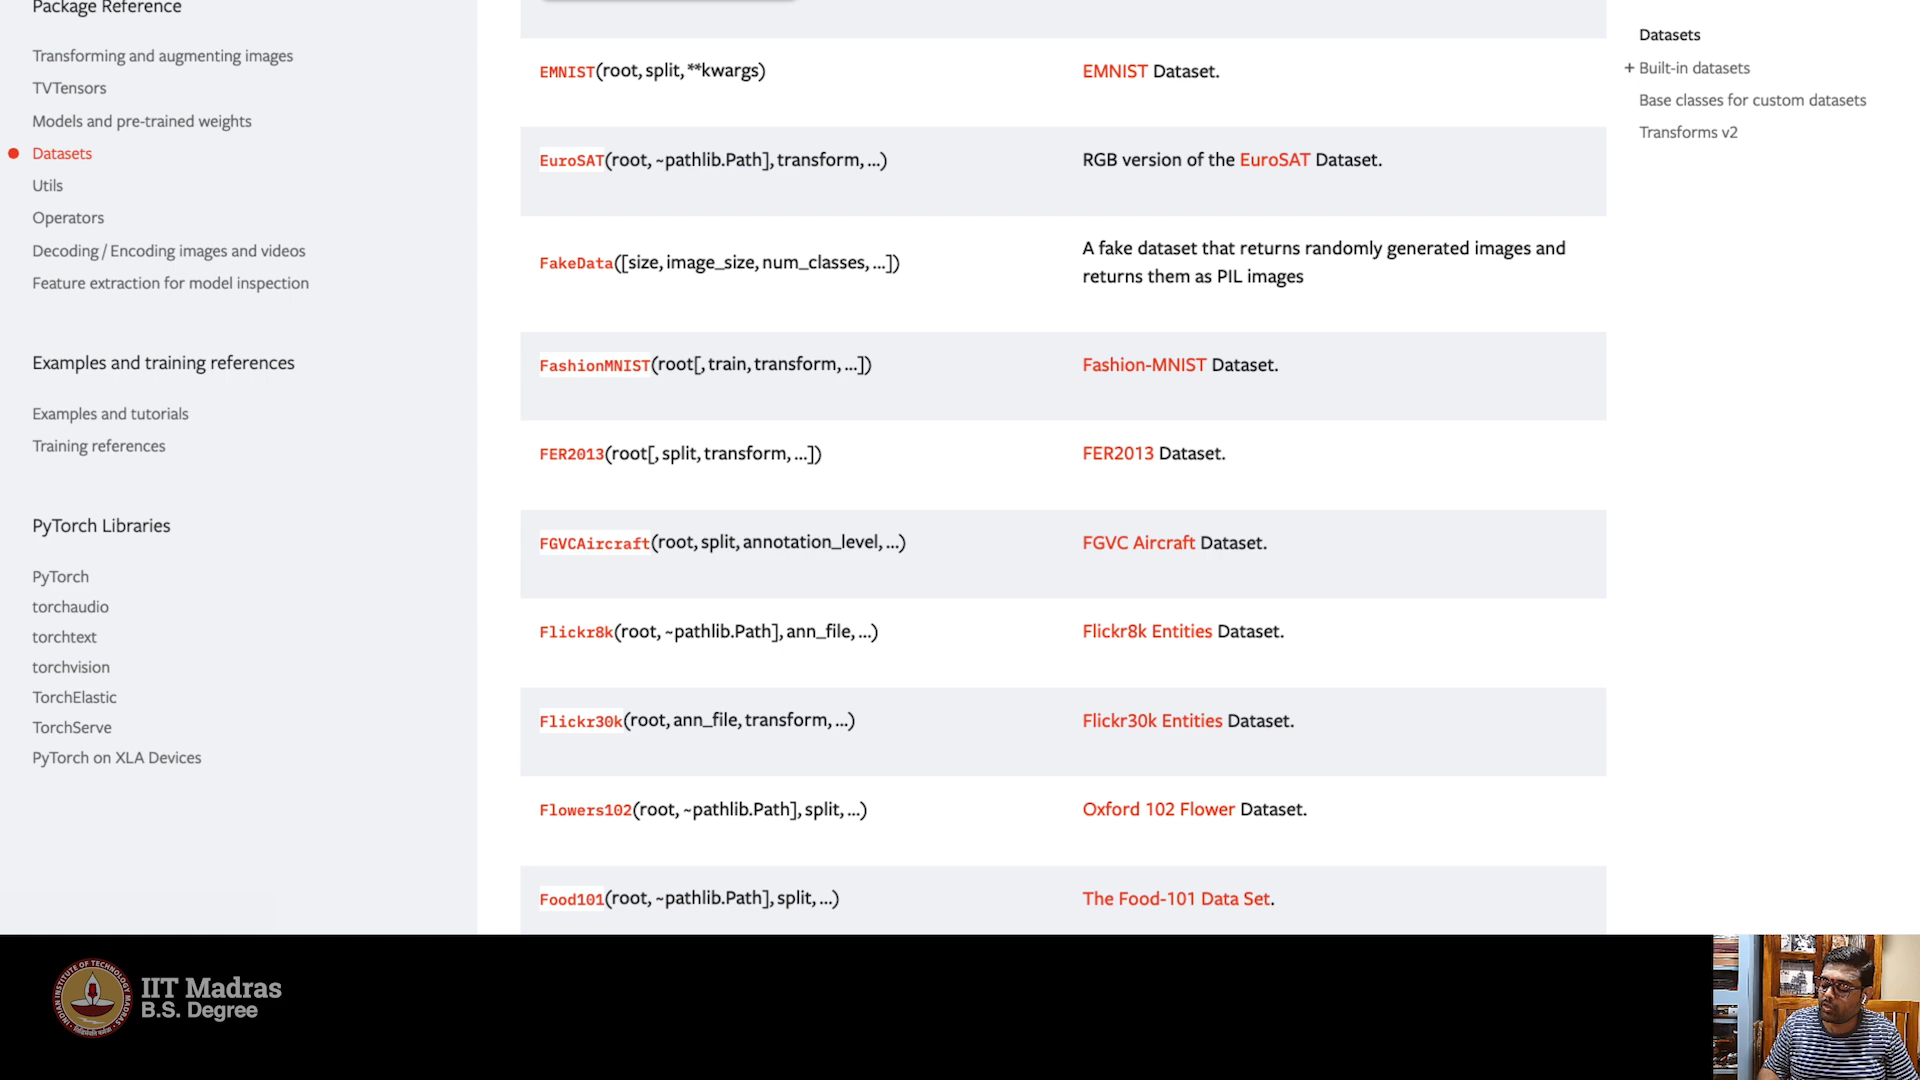 Package Reference
Transforming and augmenting images
TVTensors
Models and pre-trained weights
Datasets
Utils
Operators
Decoding / Encoding images and videos
Feature extraction for model inspection
Examples and training references
Examples and tutorials
Training references
PyTorch Libraries
PyTorch
torchaudio
torchtext
torchvision
TorchElastic
TorchServe
PyTorch on XLA Devices
EMNIST(root, split, **kwargs)
EMNIST Dataset.
EuroSAT(root, ~pathlib.Path], transform, ...)
RGB version of the EuroSAT Dataset.
FakeData([size, image_size, num_classes, ...])
A fake dataset that returns randomly generated images and
returns them as PIL images
FashionMNIST(root[, train, transform, ...])
Fashion-MNIST Dataset.
FER2013(root[, split, transform, ...])
FER2013 Dataset.
FGVCAircraft(root, split, annotation_level, ...)
FGVC Aircraft Dataset.
Flickr8k(root, ~pathlib.Path], ann_file, ...)
Flickr8k Entities Dataset.
Flickr30k(root, ann_file, transform, ...)
Flickr30k Entities Dataset.
Flowers102(root, ~pathlib.Path], split, ...)
Oxford 102 Flower Dataset.
Food101(root, ~pathlib.Path], split, ...)
The Food-101 Data Set.
Datasets
+ Built-in datasets
Base classes for custom datasets
Transforms v2
INDIAN INSTITUTE OF TECHNOLOGY MADRAS
IIT Madras
B.S. Degree